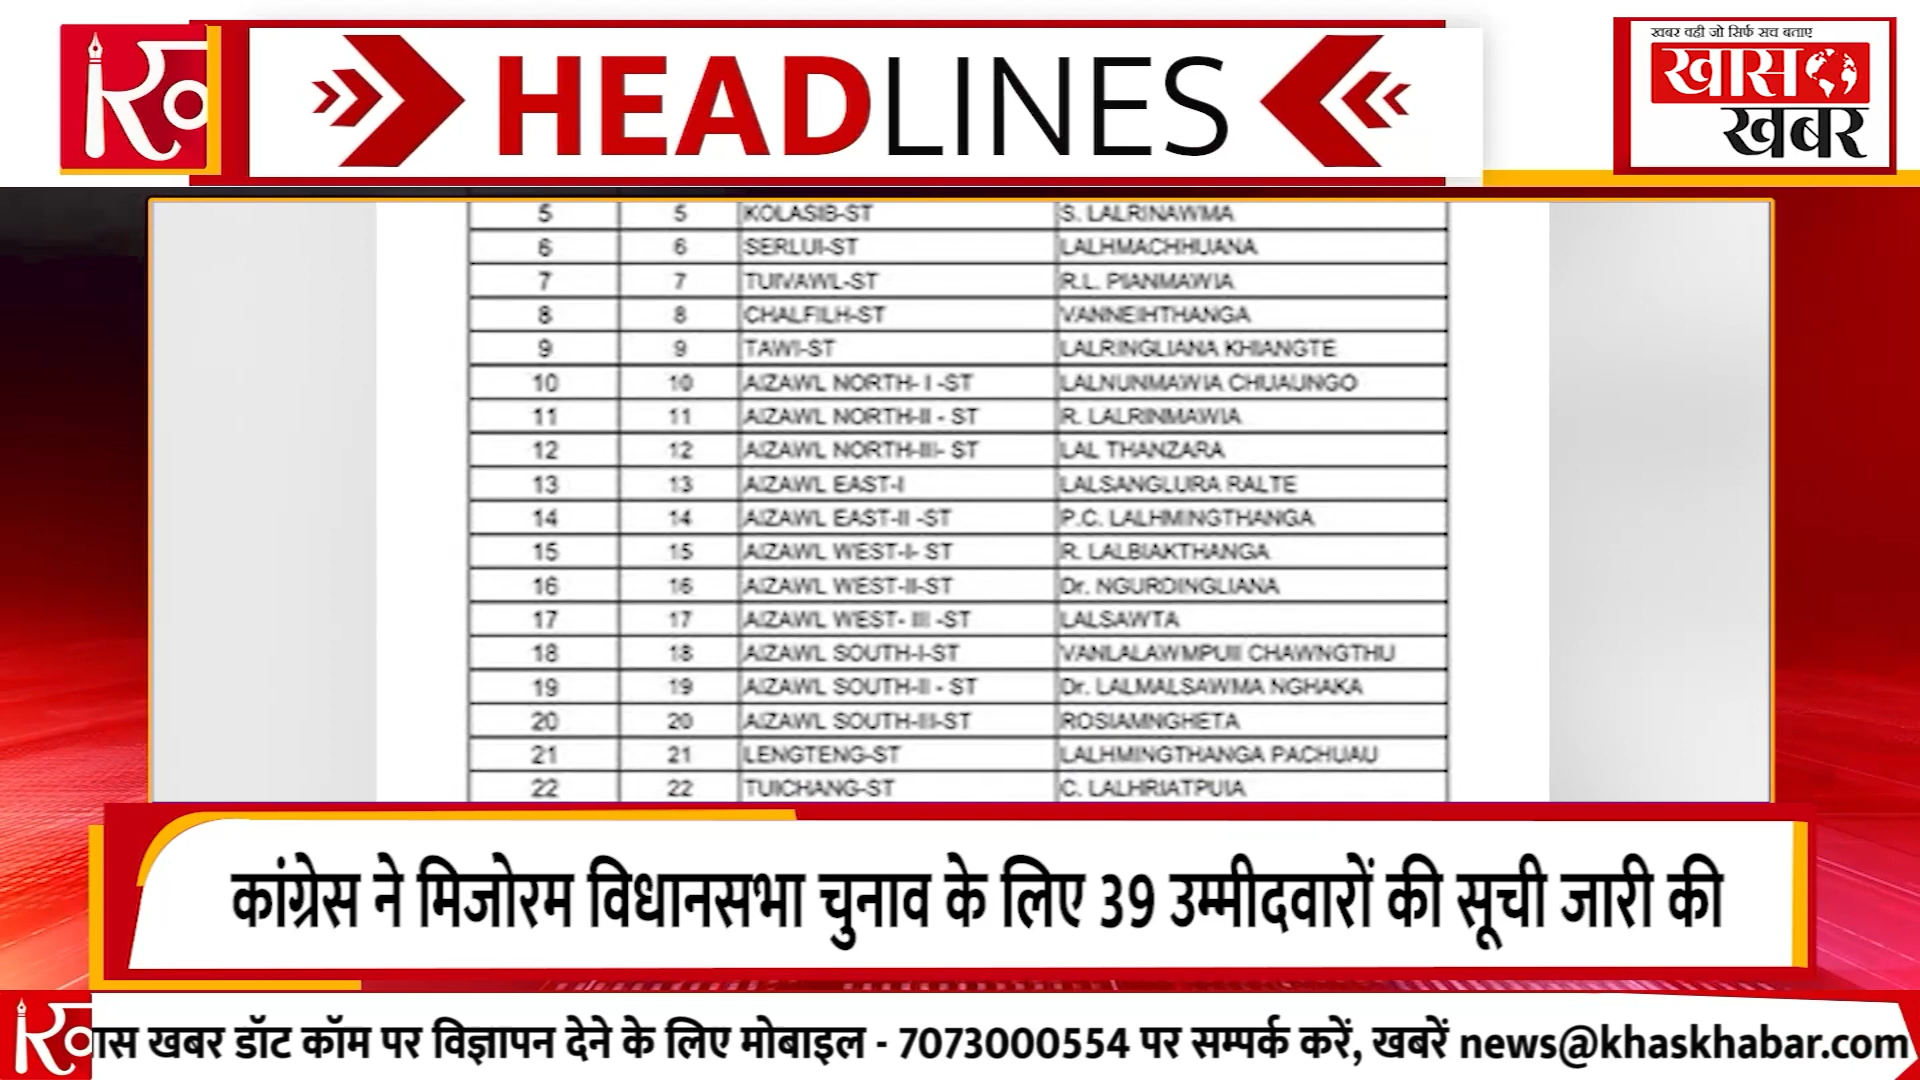 HEADLINES
खबर वही जो सिर्फ सच बताए
खास
खबर
5 5 KOLASIB-ST S. LALRINAWMA
6 6 SERLUI-ST LALHMACHHUANA
7 7 TUIVAWL-ST R.L. PIANMAWIA
8 8 CHALFILH-ST VANNEIHTHANGA
9 9 TAWI-ST LALRINGLIANA KHIANGTE
10 10 AIZAWL NORTH- I -ST LALNUNMAWIA CHUAUNGO
11 11 AIZAWL NORTH-II - ST R. LALRINMAWIA
12 12 AIZAWL NORTH-III- ST LAL THANZARA
13 13 AIZAWL EAST-I LALSANGLURA RALTE
14 14 AIZAWL EAST-II -ST P.C. LALHMINGTHANGA
15 15 AIZAWL WEST-I- ST R. LALBIAKTHANGA
16 16 AIZAWL WEST-II-ST Dr. NGURDINGLIANA
17 17 AIZAWL WEST- III -ST LALSAWTA
18 18 AIZAWL SOUTH-I-ST VANLALAWMPUII CHAWNGTHU
19 19 AIZAWL SOUTH-II - ST Dr. LALMALSAWMA NGHAKA
20 20 AIZAWL SOUTH-III-ST ROSIAMNGHETA
21 21 LENGTENG-ST LALHMINGTHANGA PACHUAU
22 22 TUICHANG-ST C. LALHRIATPUIA
कांग्रेस ने मिजोरम विधानसभा चुनाव के लिए 39 उम्मीदवारों की सूची जारी की
ास खबर डॉट कॉम पर विज्ञापन देने के लिए मोबाइल - 7073000554 पर सम्पर्क करें, खबरें news@khaskhabar.com